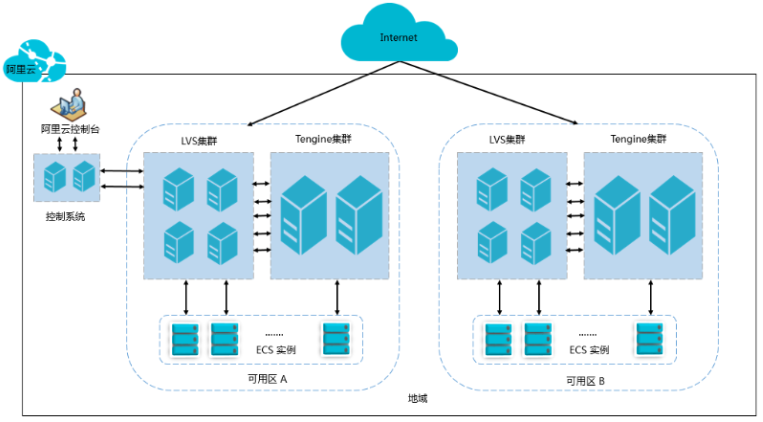 Internet
阿里云
阿里云控制台
控制系统
LVS集群
Tengine集群
LVS集群
Tengine集群
........
ECS 实例
........
ECS 实例
可用区 A
可用区 B
地域